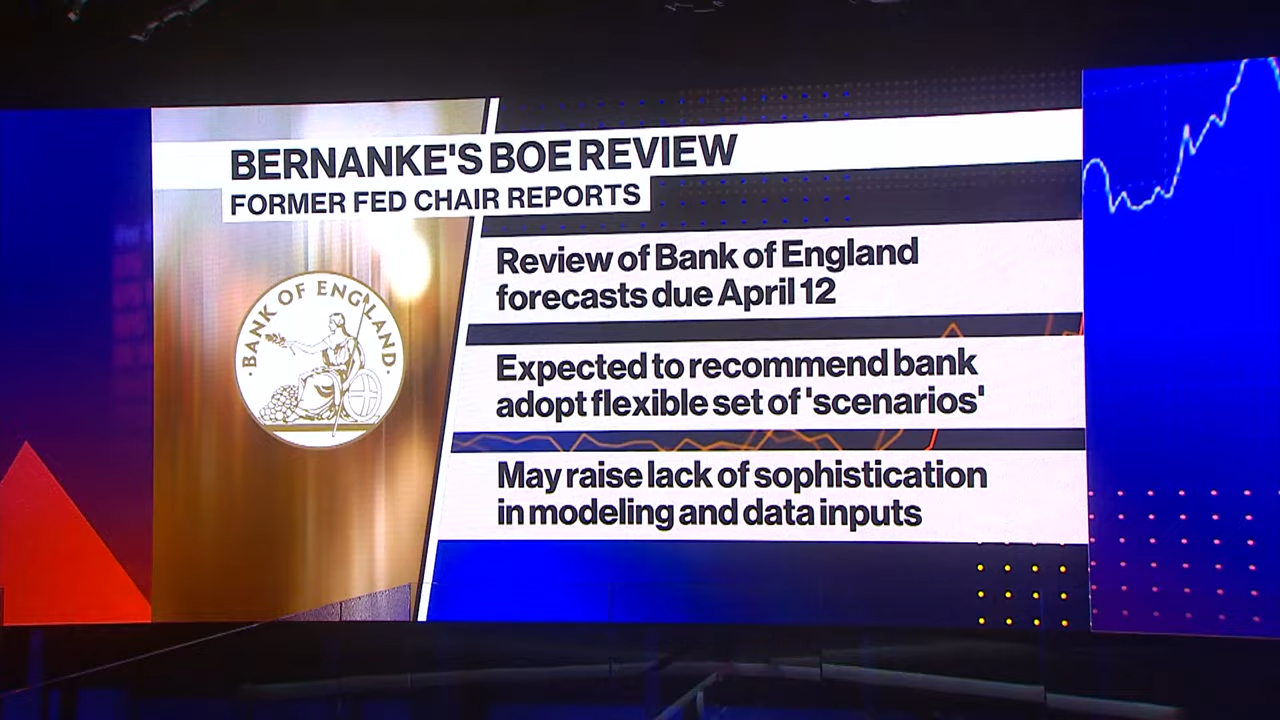 BERNANKE'S BOE REVIEW
FORMER FED CHAIR REPORTS
Review of Bank of England
forecasts due April 12
Expected to recommend bank
adopt flexible set of 'scenarios'
May raise lack of sophistication
in modeling and data inputs
·BANK OF ENGLAND·